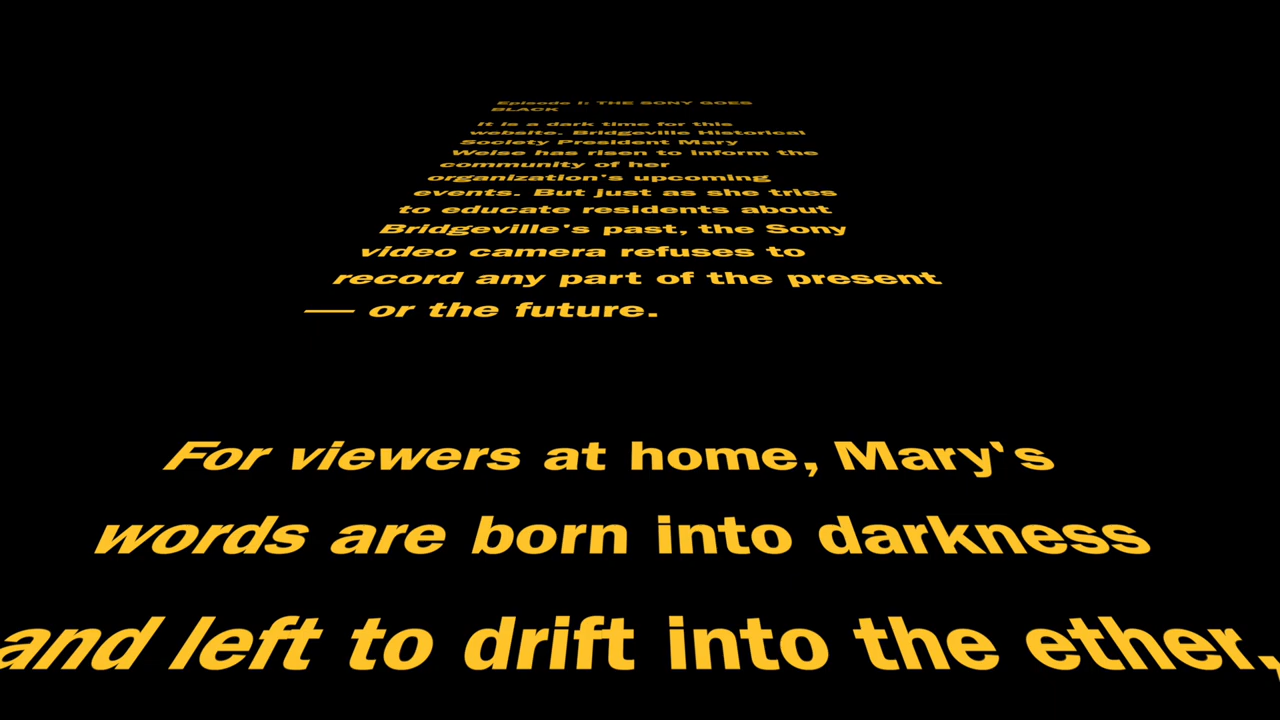 Episode I: THE SONY GOES
BLACK
It is a dark time for this
website. Bridgeville Historical
Society President Mary
Weise has risen to inform the
community of her
organization's upcoming
events. But just as she tries
to educate residents about
Bridgeville's past, the Sony
video camera refuses to
record any part of the present
— or the future.
For viewers at home, Mary's
words are born into darkness
and left to drift into the ether,